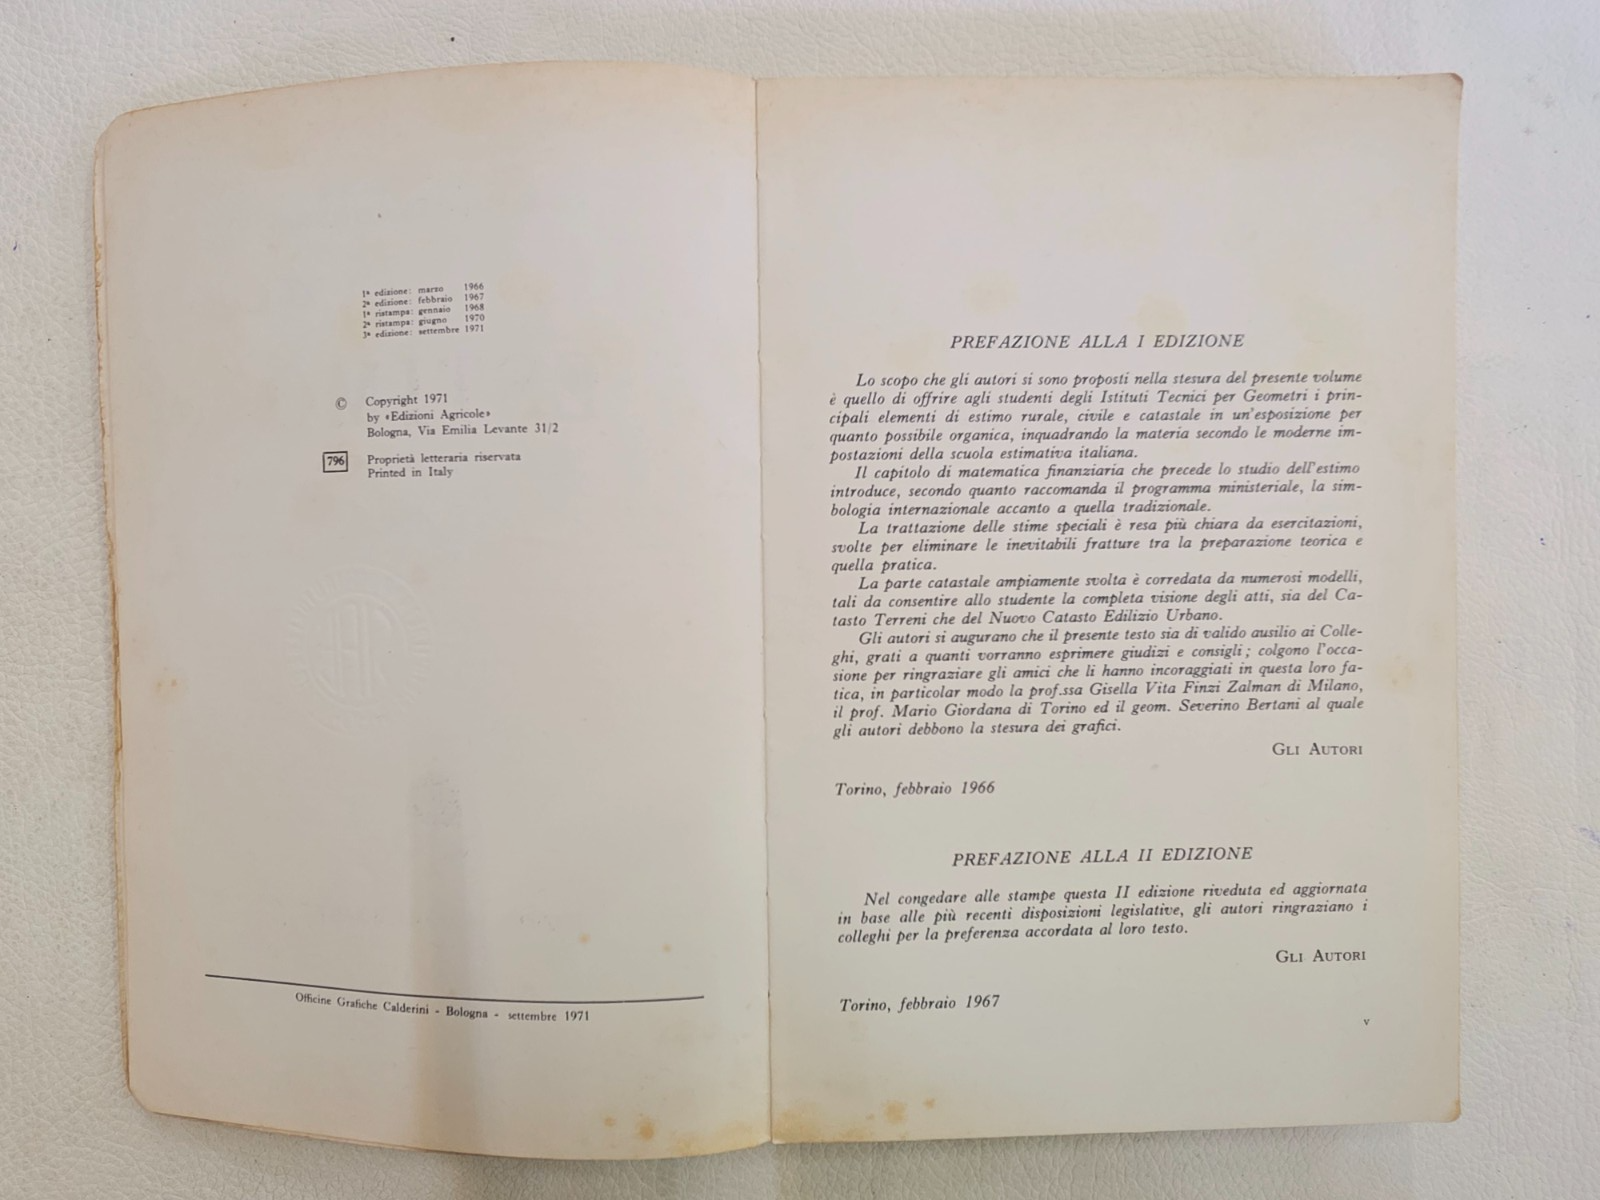 1ª edizione: marzo 1966
2ª edizione: febbraio 1967
1ª ristampa: gennaio 1968
2ª ristampa: giugno 1970
3ª edizione: settembre 1971
© Copyright 1971
by «Edizioni Agricole»
Bologna, Via Emilia Levante 31/2
796 Proprietà letteraria riservata
Printed in Italy
Officine Grafiche Calderini - Bologna - settembre 1971
PREFAZIONE ALLA I EDIZIONE
Lo scopo che gli autori si sono proposti nella stesura del presente volume
è quello di offrire agli studenti degli Istituti Tecnici per Geometri i prin-
cipali elementi di estimo rurale, civile e catastale in un'esposizione per
quanto possibile organica, inquadrando la materia secondo le moderne im-
postazioni della scuola estimativa italiana.
Il capitolo di matematica finanziaria che precede lo studio dell'estimo
introduce, secondo quanto raccomanda il programma ministeriale, la sim-
bologia internazionale accanto a quella tradizionale.
La trattazione delle stime speciali è resa più chiara da esercitazioni,
svolte per eliminare le inevitabili fratture tra la preparazione teorica e
quella pratica.
La parte catastale ampiamente svolta è corredata da numerosi modelli,
tali da consentire allo studente la completa visione degli atti, sia del Ca-
tasto Terreni che del Nuovo Catasto Edilizio Urbano.
Gli autori si augurano che il presente testo sia di valido ausilio ai Colle-
ghi, grati a quanti vorranno esprimere giudizi e consigli; colgono l'occa-
sione per ringraziare gli amici che li hanno incoraggiati in questa loro fa-
tica, in particolar modo la prof.ssa Gisella Vita Finzi Zalman di Milano,
il prof. Mario Giordana di Torino ed il geom. Severino Bertani al quale
gli autori debbono la stesura dei grafici.
GLI AUTORI
Torino, febbraio 1966
PREFAZIONE ALLA II EDIZIONE
Nel congedare alle stampe questa II edizione riveduta ed aggiornata
in base alle più recenti disposizioni legislative, gli autori ringraziano i
colleghi per la preferenza accordata al loro testo.
GLI AUTORI
Torino, febbraio 1967
v